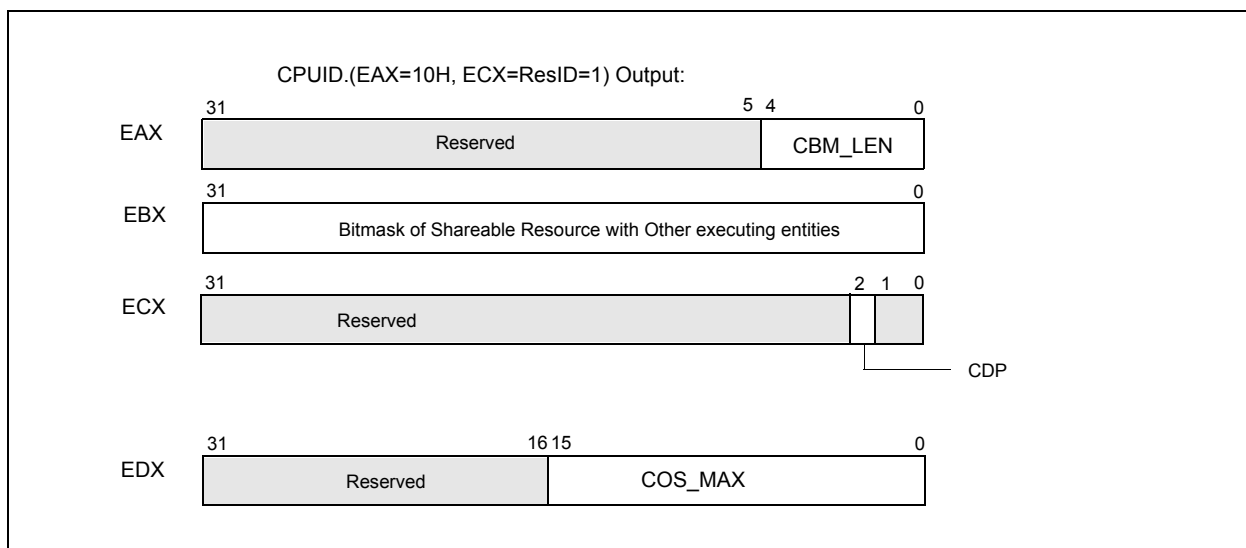 CPUID.(EAX=10H, ECX=ResID=1) Output:
31 5 4 0
EAX Reserved CBM_LEN
31 0
EBX Bitmask of Shareable Resource with Other executing entities
31 2 1 0
ECX Reserved
CDP
31 16 15 0
EDX Reserved COS_MAX